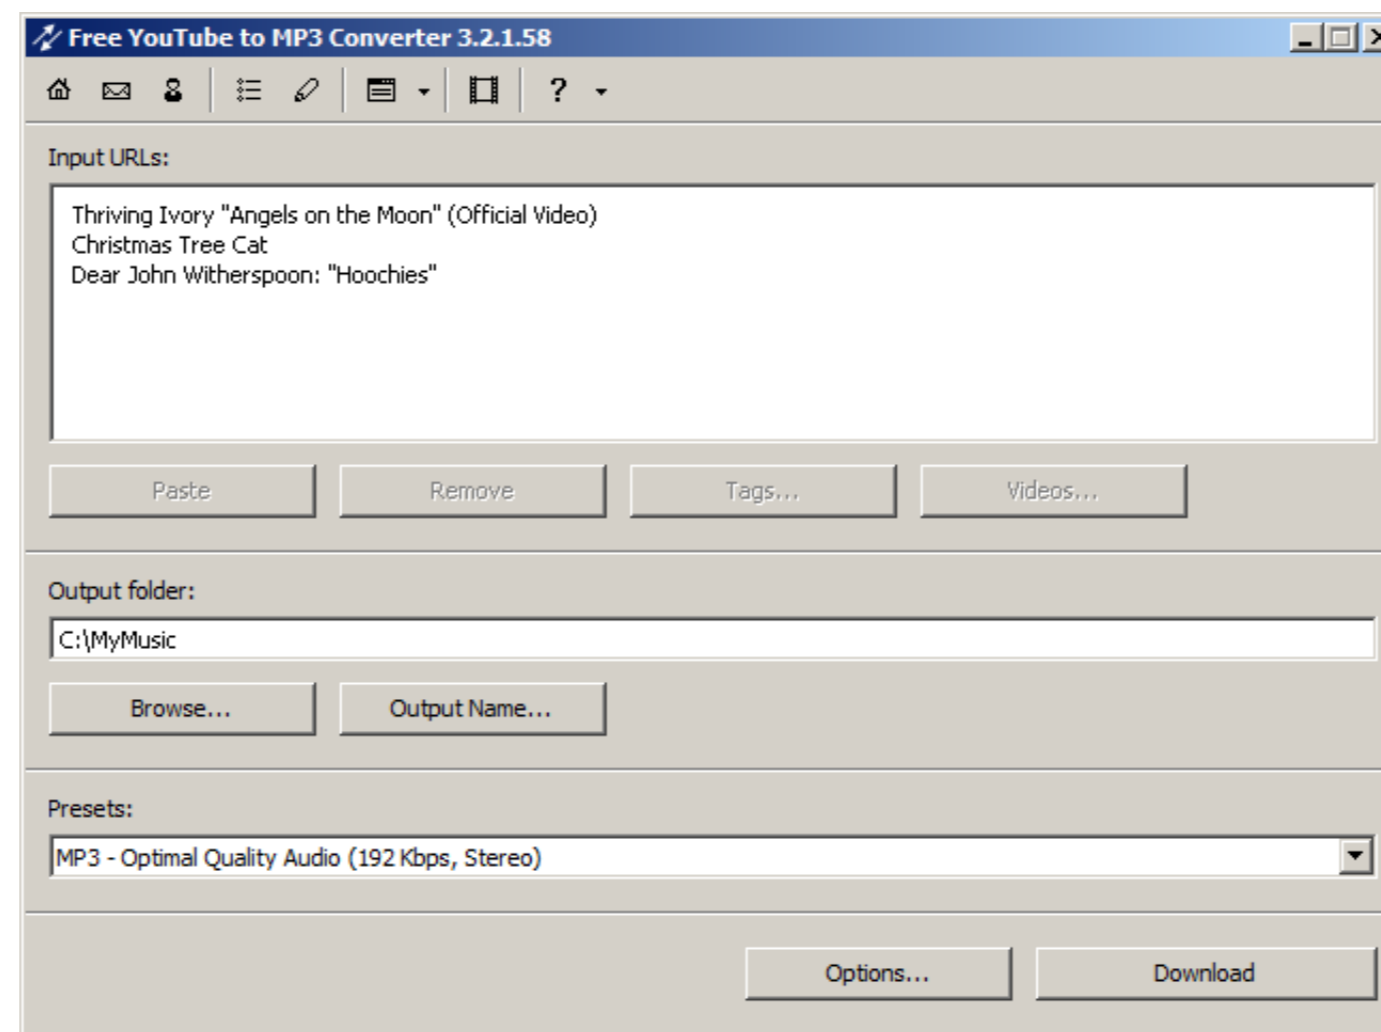 Free YouTube to MP3 Converter 3.2.1.58
?
Input URLs:
Thriving Ivory "Angels on the Moon" (Official Video)
Christmas Tree Cat
Dear John Witherspoon: "Hoochies"
Paste Remove Tags... Videos...
Output folder:
C:\MyMusic
Browse... Output Name...
Presets:
MP3 - Optimal Quality Audio (192 Kbps, Stereo)
Options... Download